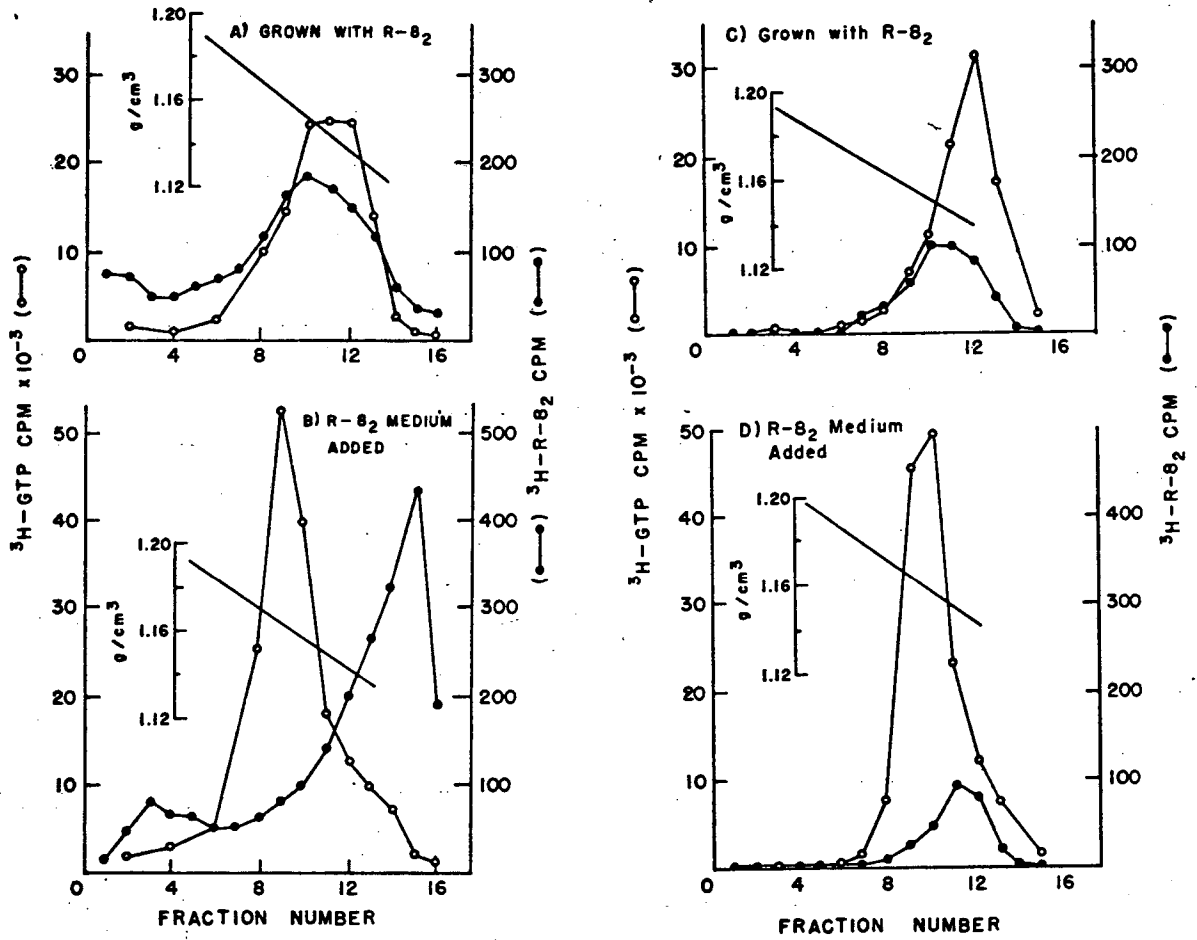 A) GROWN WITH R-8₂
1.20
1.16
1.12
g/cm³
30
20
10
300
200
100
0 4 8 12 16
B) R-8₂ MEDIUM
ADDED
1.20
1.16
1.12
g/cm³
50
40
30
20
10
500
400
300
200
100
0 4 8 12 16
³H-GTP CPM x10⁻³ (o—o)
(●—●) ³H-R-8₂ CPM (●—●)
FRACTION NUMBER
C) Grown with R-8₂
1.20
1.16
1.12
g/cm³
30
20
10
300
200
100
0 4 8 12 16
D) R-8₂ Medium
Added
1.20
1.16
1.12
g/cm³
50
40
30
20
10
400
300
200
100
0 4 8 12 16
³H-GTP CPM x 10⁻³ (o—o)
³H-R-8₂ CPM (●—●)
FRACTION NUMBER